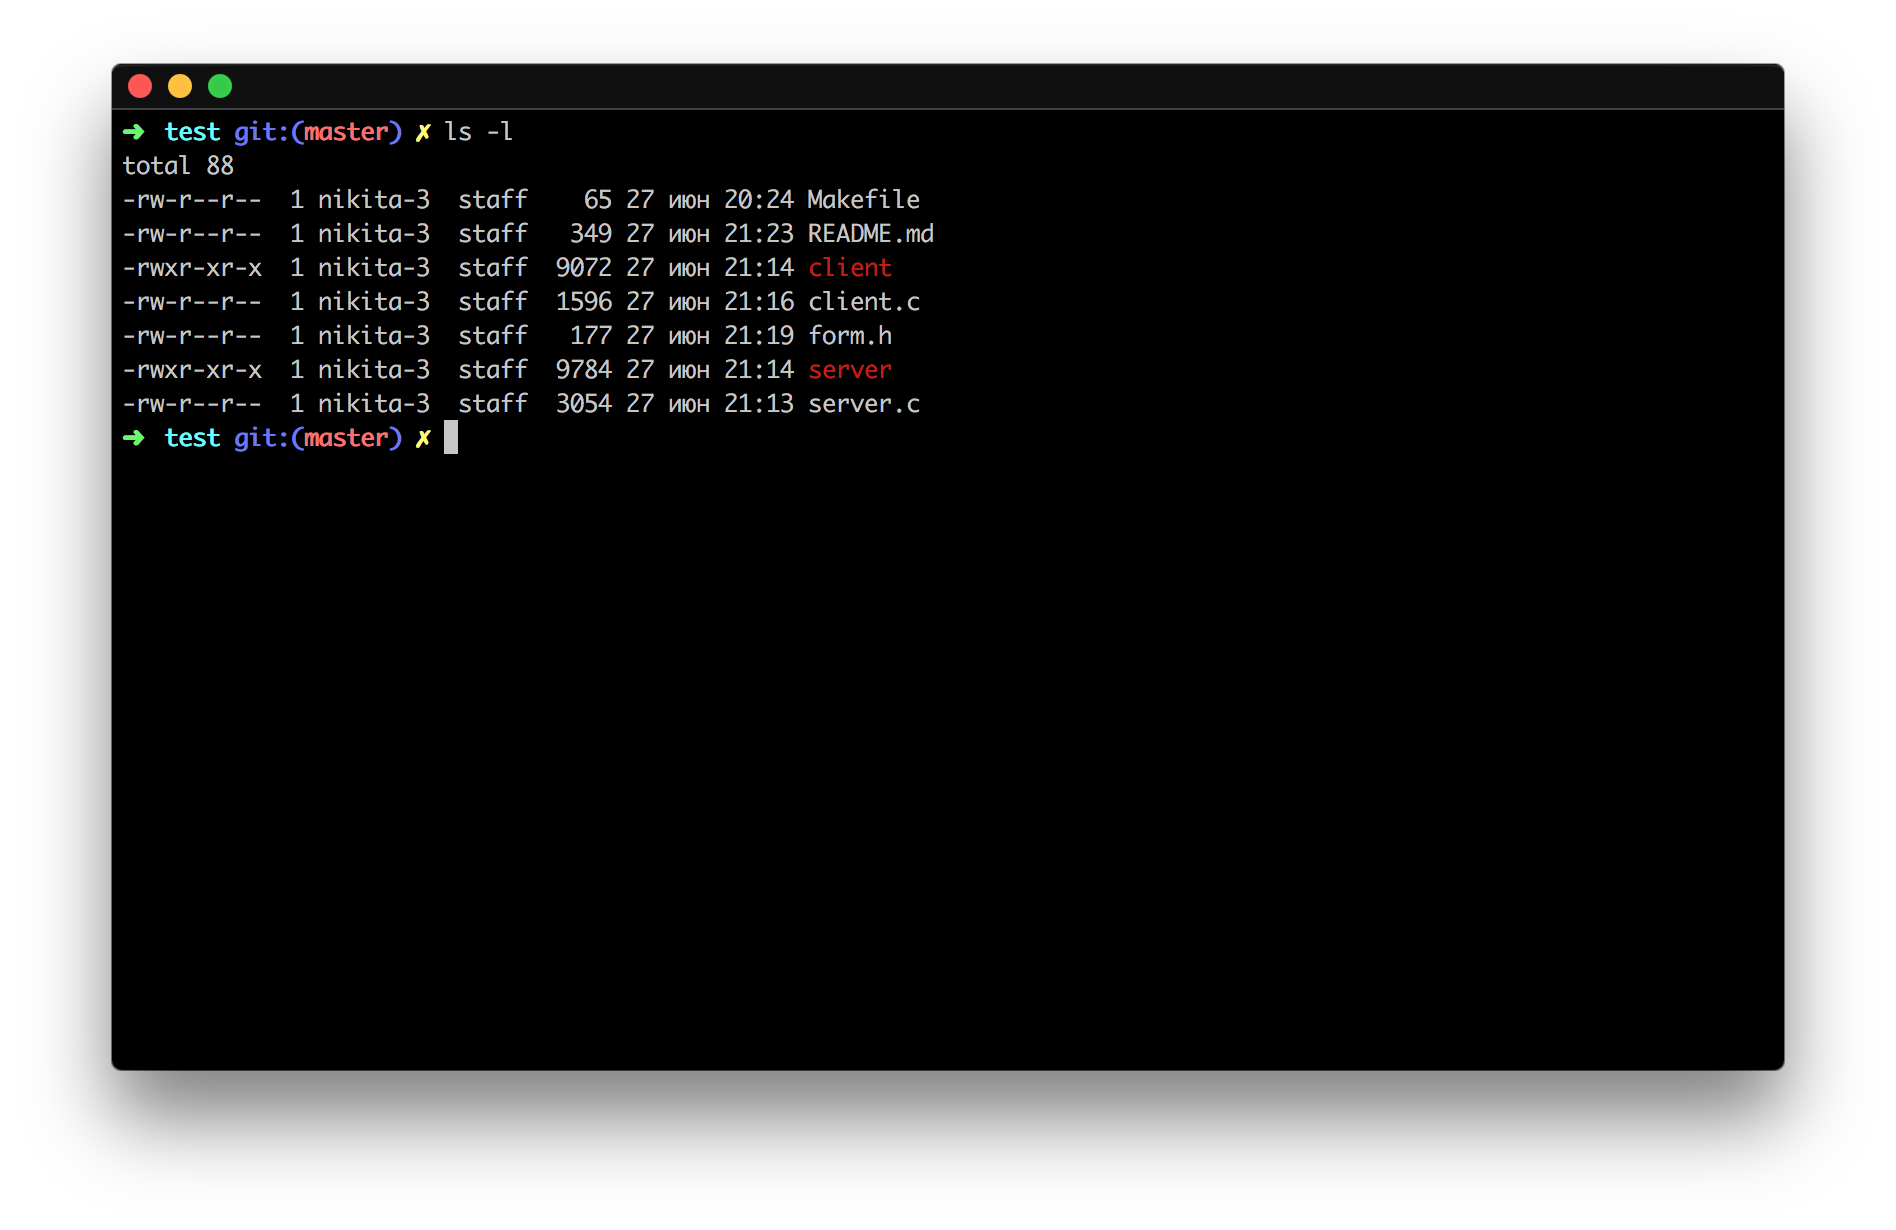 ➜ test git:(master) ✗ ls -l
total 88
-rw-r--r-- 1 nikita-3 staff 65 27 июн 20:24 Makefile
-rw-r--r-- 1 nikita-3 staff 349 27 июн 21:23 README.md
-rwxr-xr-x 1 nikita-3 staff 9072 27 июн 21:14 client
-rw-r--r-- 1 nikita-3 staff 1596 27 июн 21:16 client.c
-rw-r--r-- 1 nikita-3 staff 177 27 июн 21:19 form.h
-rwxr-xr-x 1 nikita-3 staff 9784 27 июн 21:14 server
-rw-r--r-- 1 nikita-3 staff 3054 27 июн 21:13 server.c
➜ test git:(master) ✗